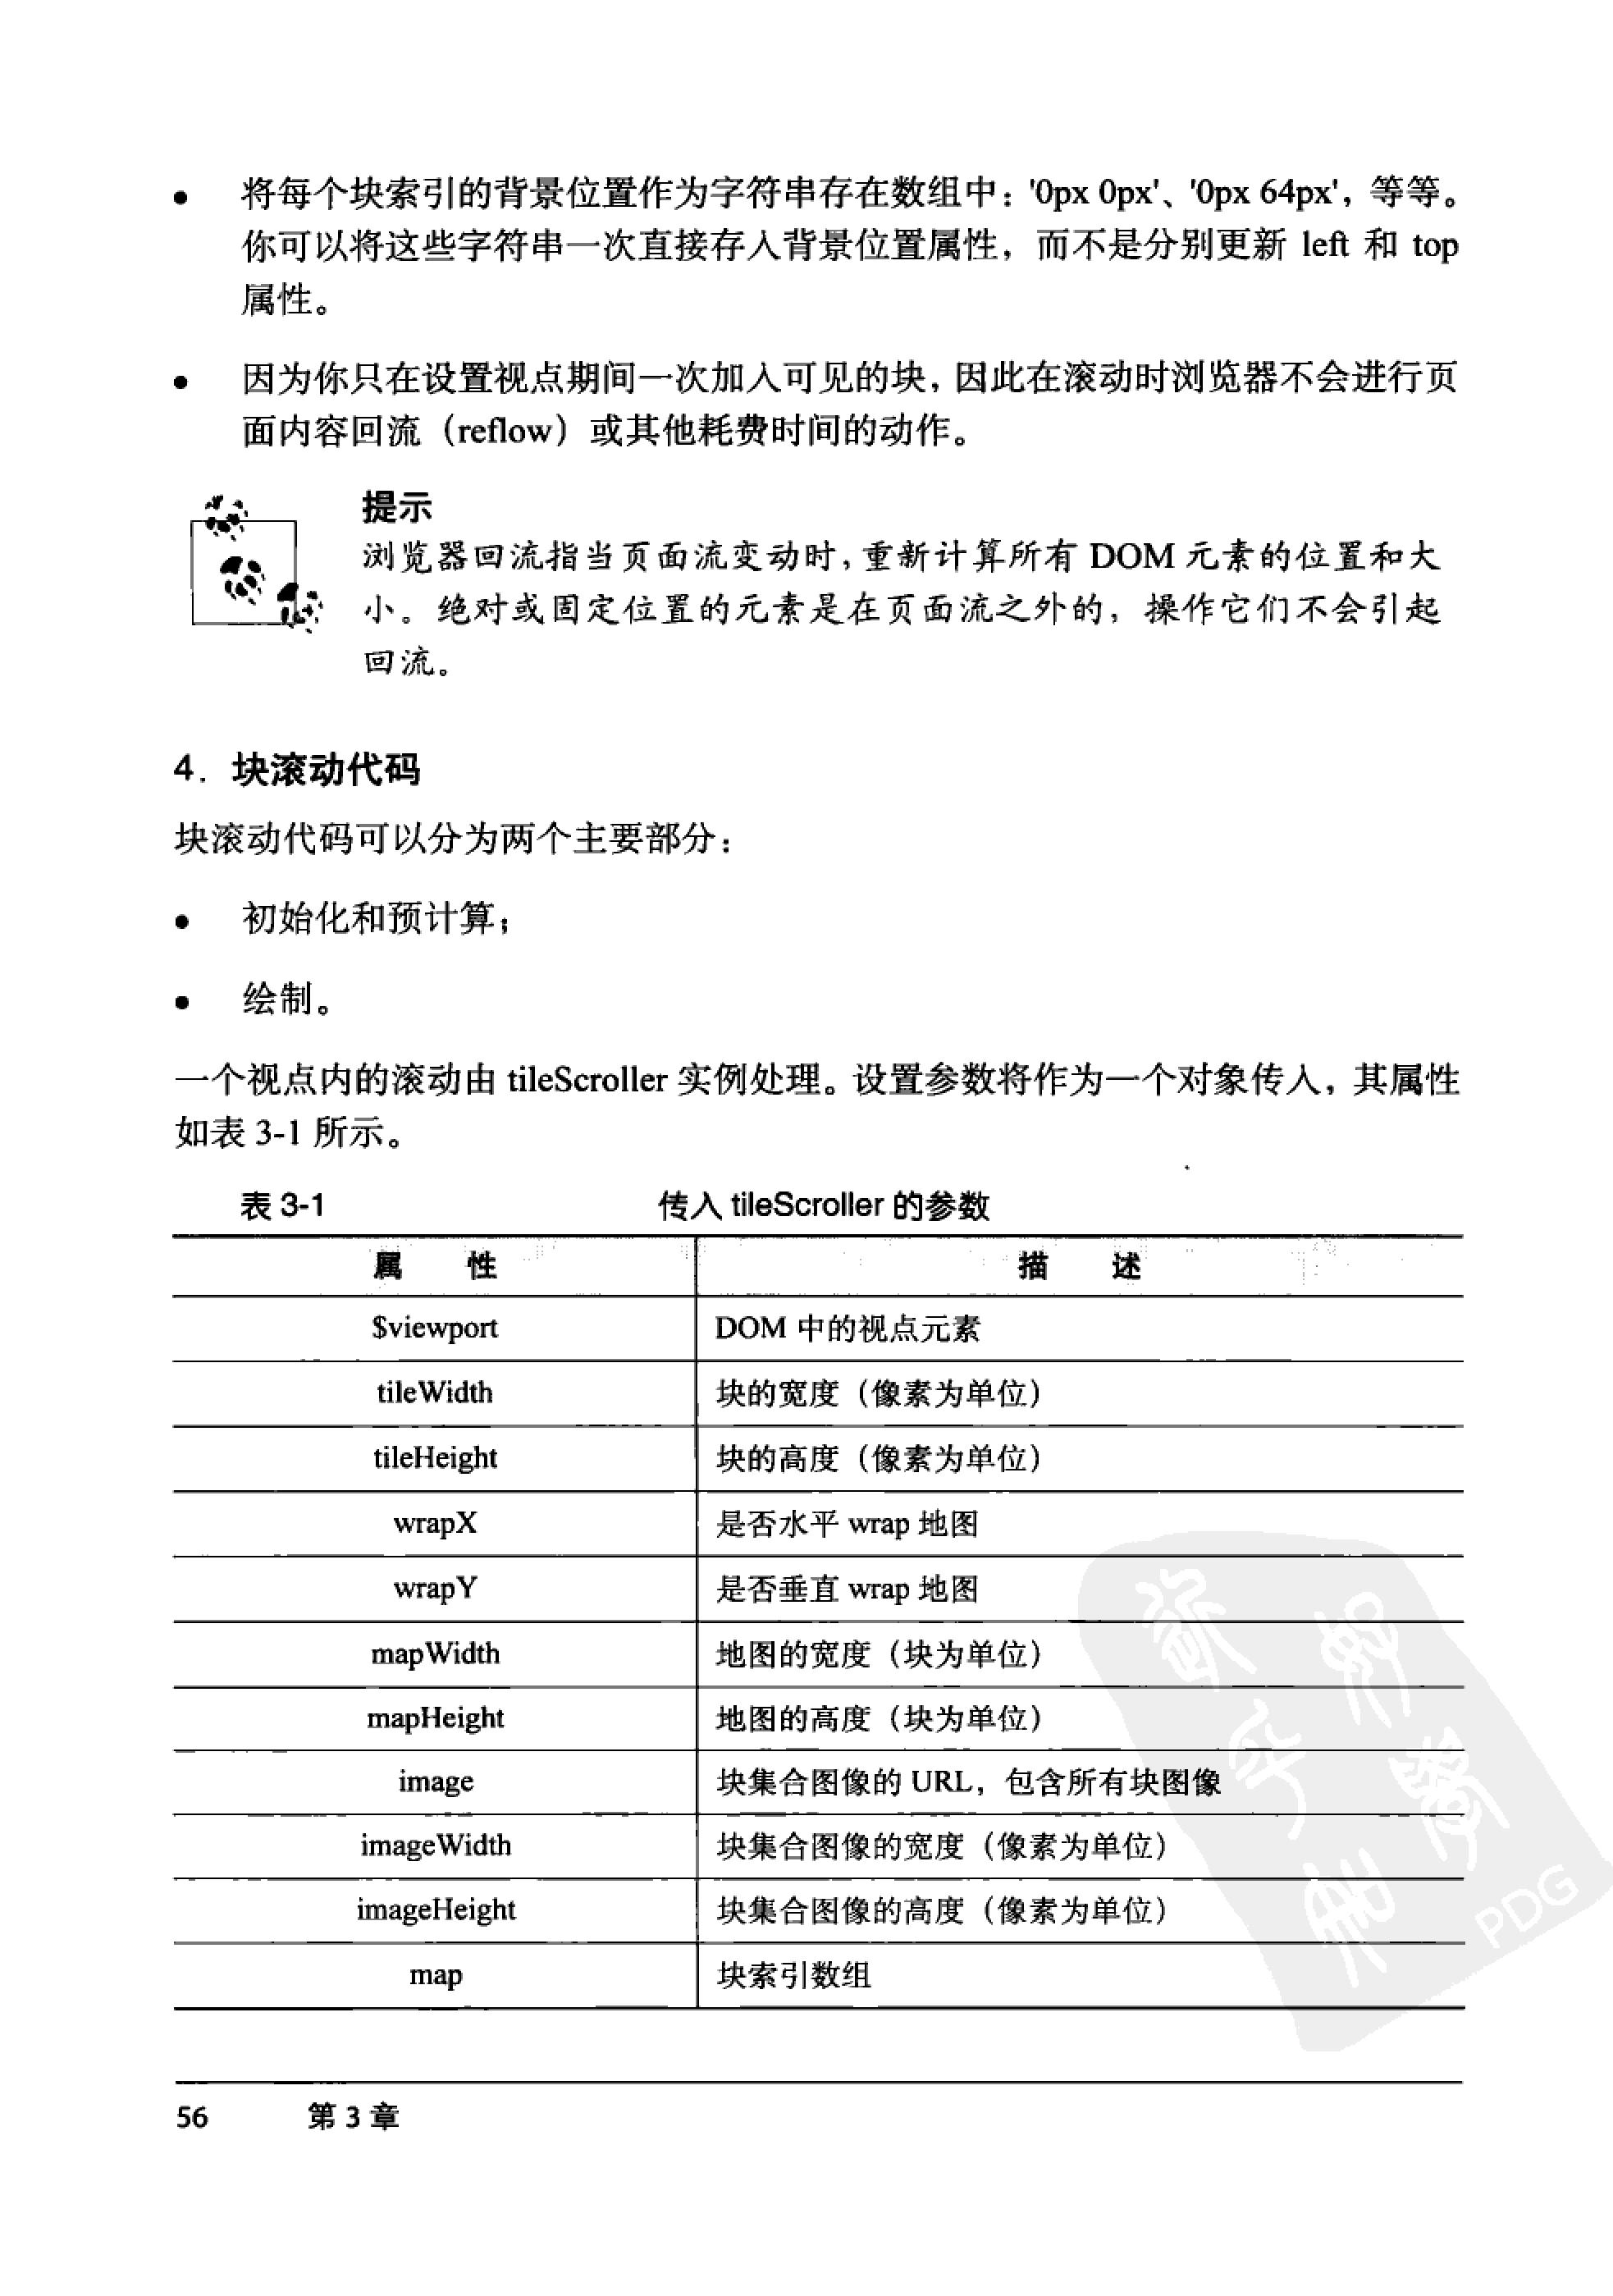 ● 将每个块索引的背景位置作为字符串存在数组中：'0px 0px'、'0px 64px'，等等。
你可以将这些字符串一次直接存入背景位置属性，而不是分别更新 left 和 top
属性。
● 因为你只在设置视点期间一次加入可见的块，因此在滚动时浏览器不会进行页
面内容回流（reflow）或其他耗费时间的动作。
提示
浏览器回流指当页面流变动时，重新计算所有 DOM 元素的位置和大
小。绝对或固定位置的元素是在页面流之外的，操作它们不会引起
回流。
4．块滚动代码
块滚动代码可以分为两个主要部分：
● 初始化和预计算；
● 绘制。
一个视点内的滚动由 tileScroller 实例处理。设置参数将作为一个对象传入，其属性
如表 3-1 所示。
表 3-1 传入 tileScroller 的参数
属 性 描 述
$viewport DOM 中的视点元素
tileWidth 块的宽度（像素为单位）
tileHeight 块的高度（像素为单位）
wrapX 是否水平 wrap 地图
wrapY 是否垂直 wrap 地图
mapWidth 地图的宽度（块为单位）
mapHeight 地图的高度（块为单位）
image 块集合图像的 URL，包含所有块图像
imageWidth 块集合图像的宽度（像素为单位）
imageHeight 块集合图像的高度（像素为单位）
map 块索引数组
PDG
56 第 3 章